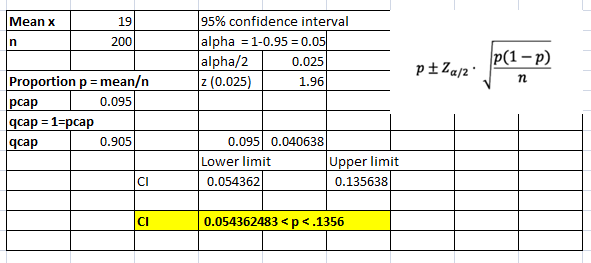 Mean x 19 95% confidence interval
n 200 alpha =1-0.95 = 0.05
alpha/2 0.025
Proportion p = mean/n z (0.025) 1.96
pcap 0.095
qcap = 1=pcap
qcap 0.905 0.095 0.040638
Lower limit Upper limit
CI 0.054362 0.135638
CI 0.054362483 < p < .1356
p ± Zα/2 · √p(1 − p)/n